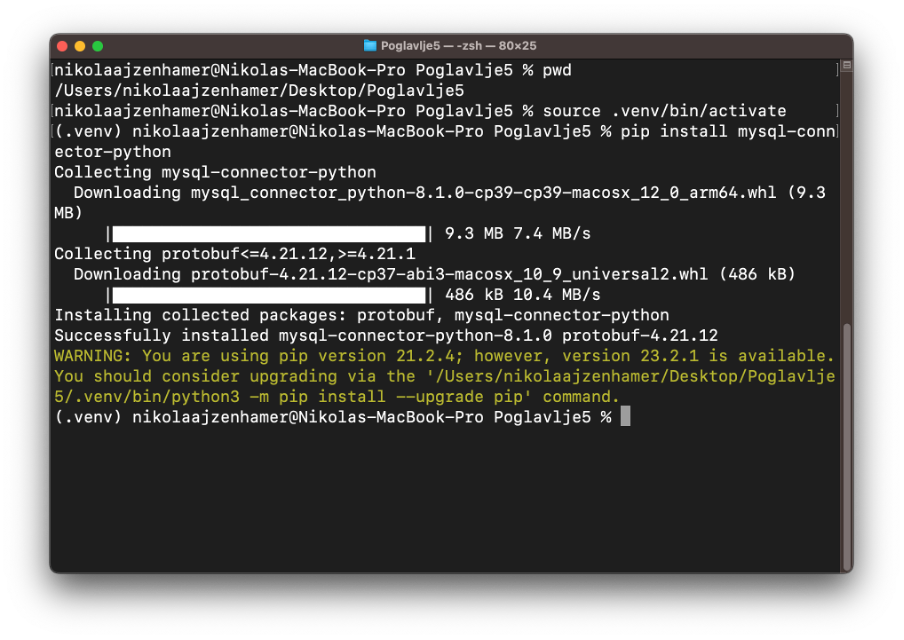 Poglavlje5 — -zsh — 80×25
[nikolaajzenhamer@Nikolas-MacBook-Pro Poglavlje5 % pwd ]
/Users/nikolaajzenhamer/Desktop/Poglavlje5
[nikolaajzenhamer@Nikolas-MacBook-Pro Poglavlje5 % source .venv/bin/activate ]
[(.venv) nikolaajzenhamer@Nikolas-MacBook-Pro Poglavlje5 % pip install mysql-conn]
ector-python
Collecting mysql-connector-python
  Downloading mysql_connector_python-8.1.0-cp39-cp39-macosx_12_0_arm64.whl (9.3
MB)
     |████████████████████████████████| 9.3 MB 7.4 MB/s
Collecting protobuf<=4.21.12,>=4.21.1
  Downloading protobuf-4.21.12-cp37-abi3-macosx_10_9_universal2.whl (486 kB)
     |████████████████████████████████| 486 kB 10.4 MB/s
Installing collected packages: protobuf, mysql-connector-python
Successfully installed mysql-connector-python-8.1.0 protobuf-4.21.12
WARNING: You are using pip version 21.2.4; however, version 23.2.1 is available.
You should consider upgrading via the '/Users/nikolaajzenhamer/Desktop/Poglavlje
5/.venv/bin/python3 -m pip install --upgrade pip' command.
(.venv) nikolaajzenhamer@Nikolas-MacBook-Pro Poglavlje5 %